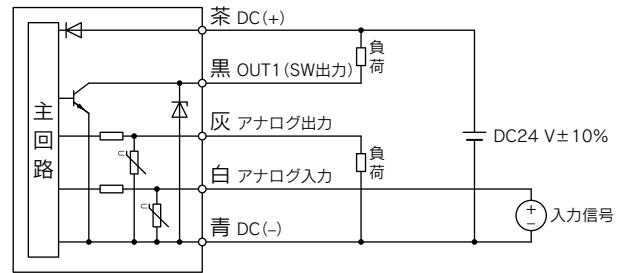 茶 DC(+)
負荷
黒 OUT1(SW出力)
主回路
灰 アナログ出力
DC24 V±10%
負荷
U
白 アナログ入力
U
+
−
入力信号
青 DC(−)